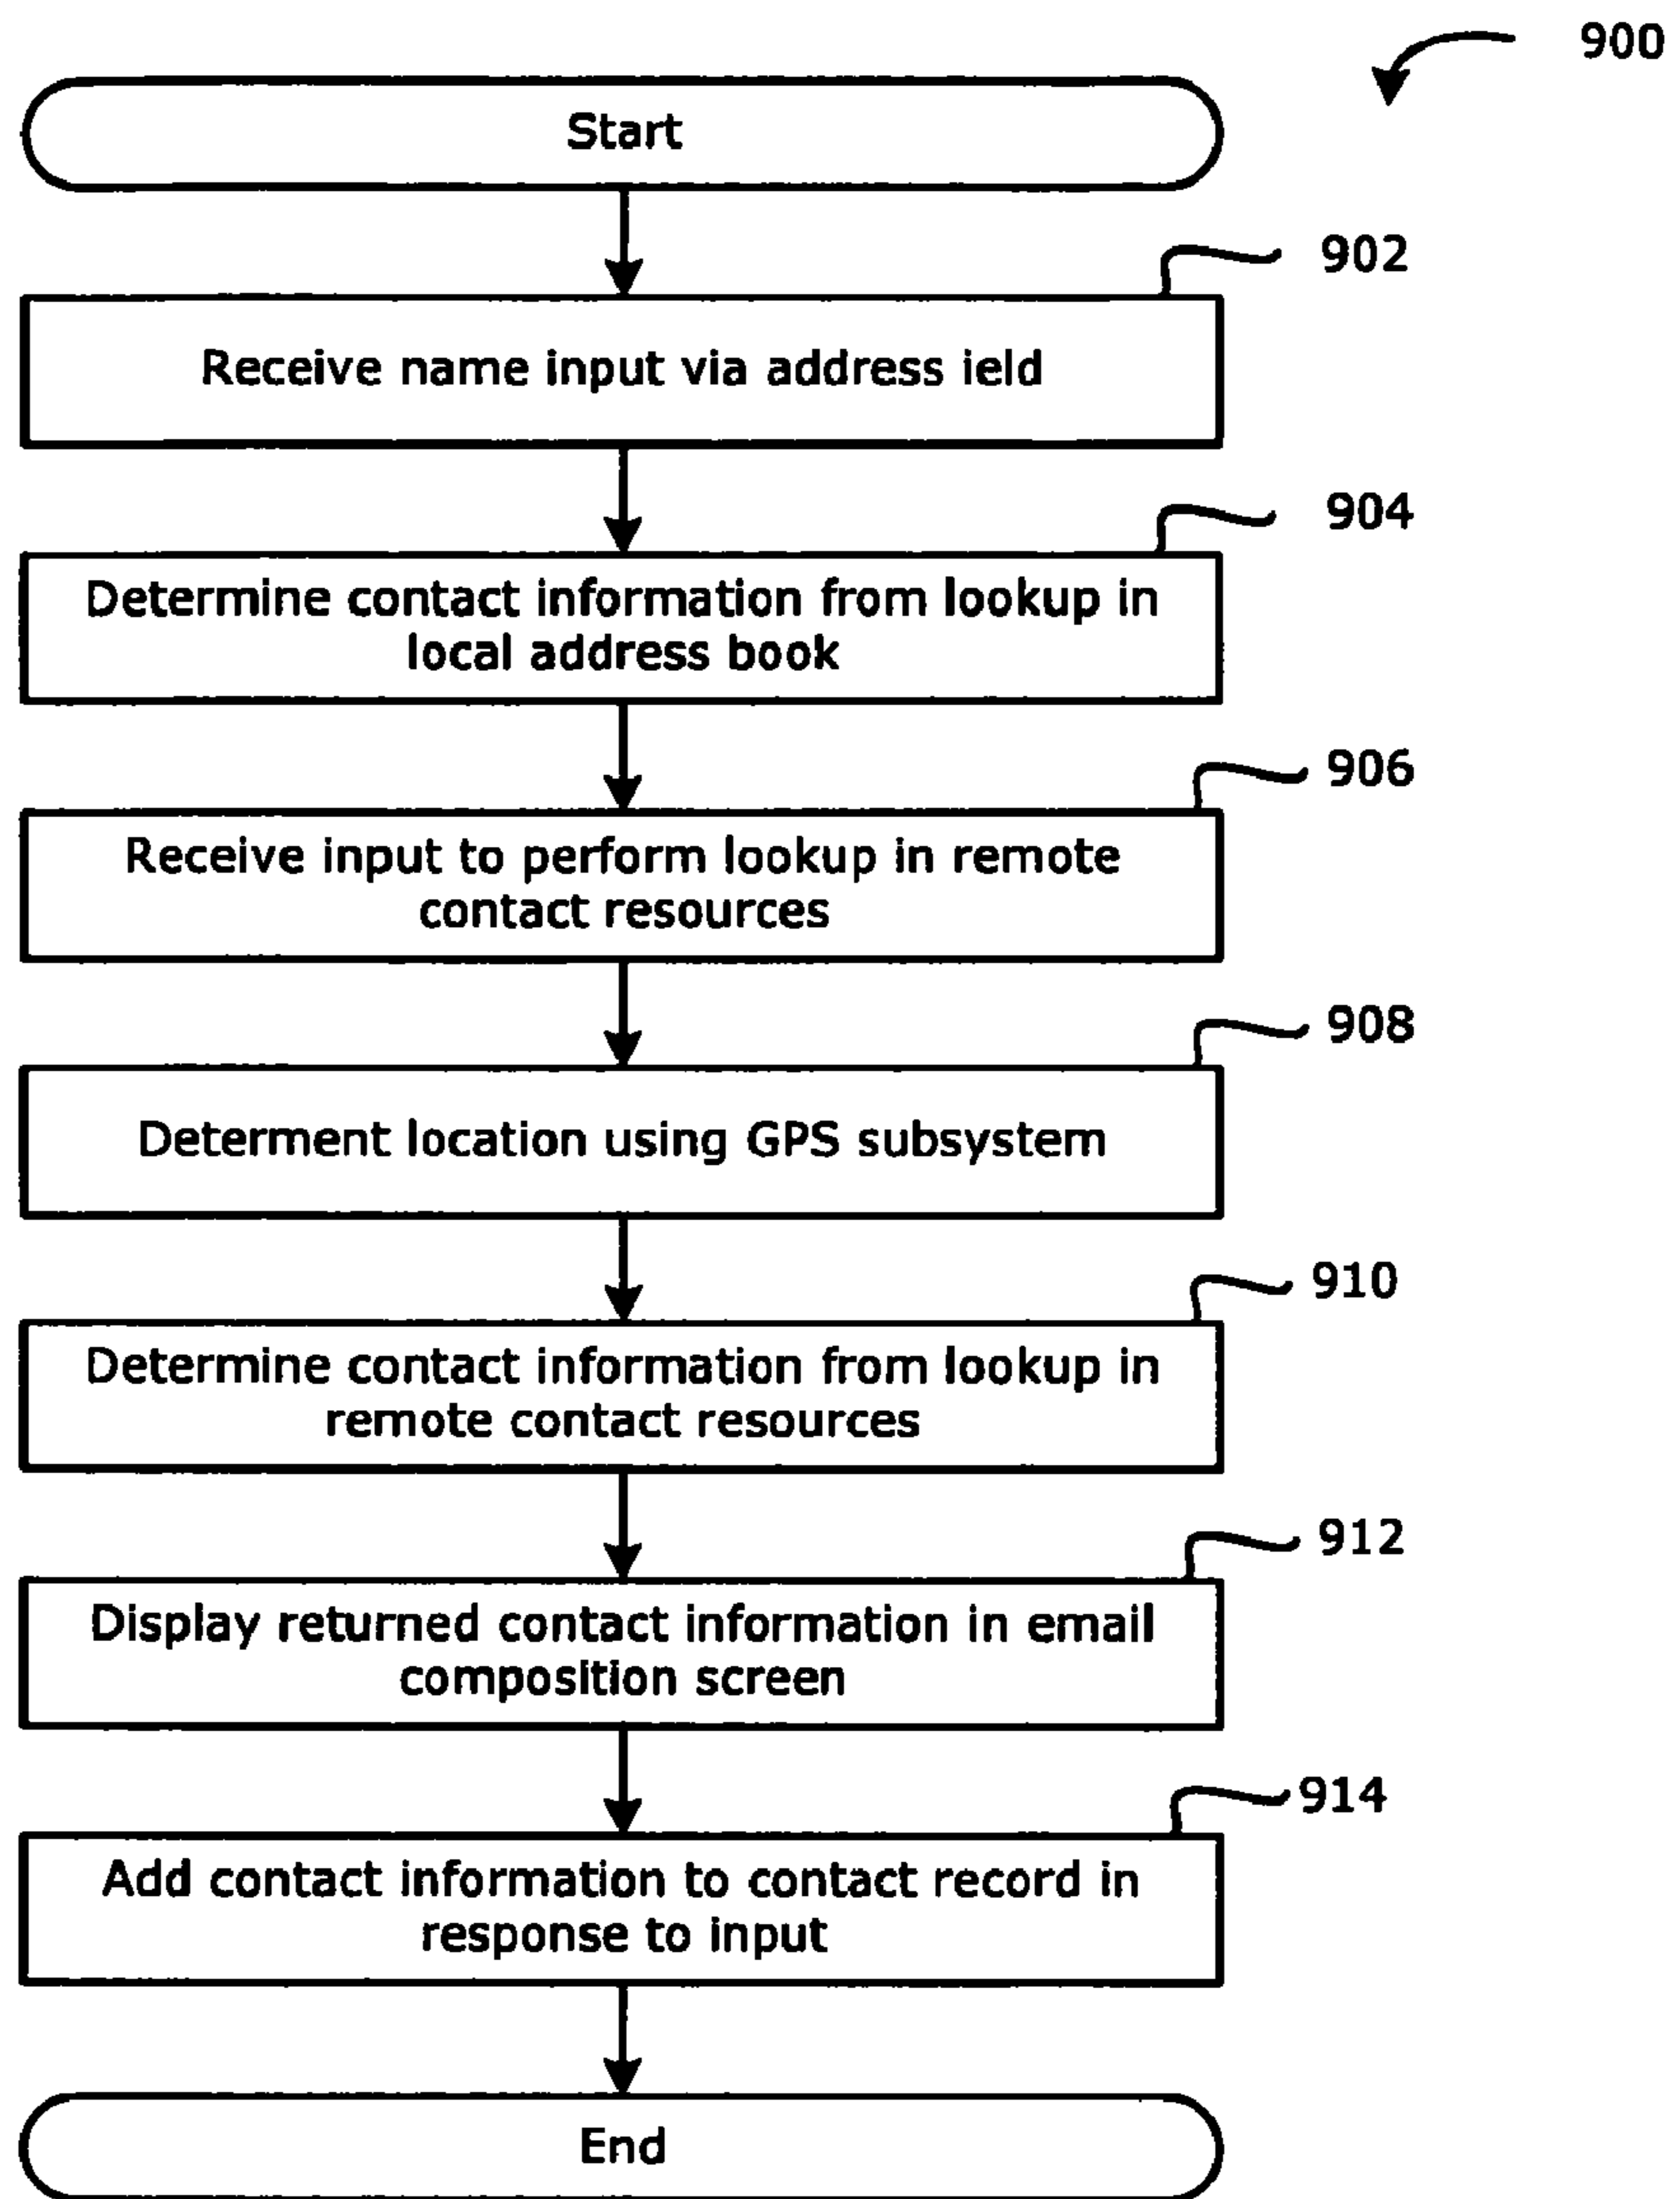 900
Start
902
Receive name input via address ield
904
Determine contact information from lookup in
local address book
906
Receive input to perform lookup in remote
contact resources
908
Determent location using GPS subsystem
910
Determine contact information from lookup in
remote contact resources
912
Display returned contact information in email
composition screen
914
Add contact information to contact record in
response to input
End